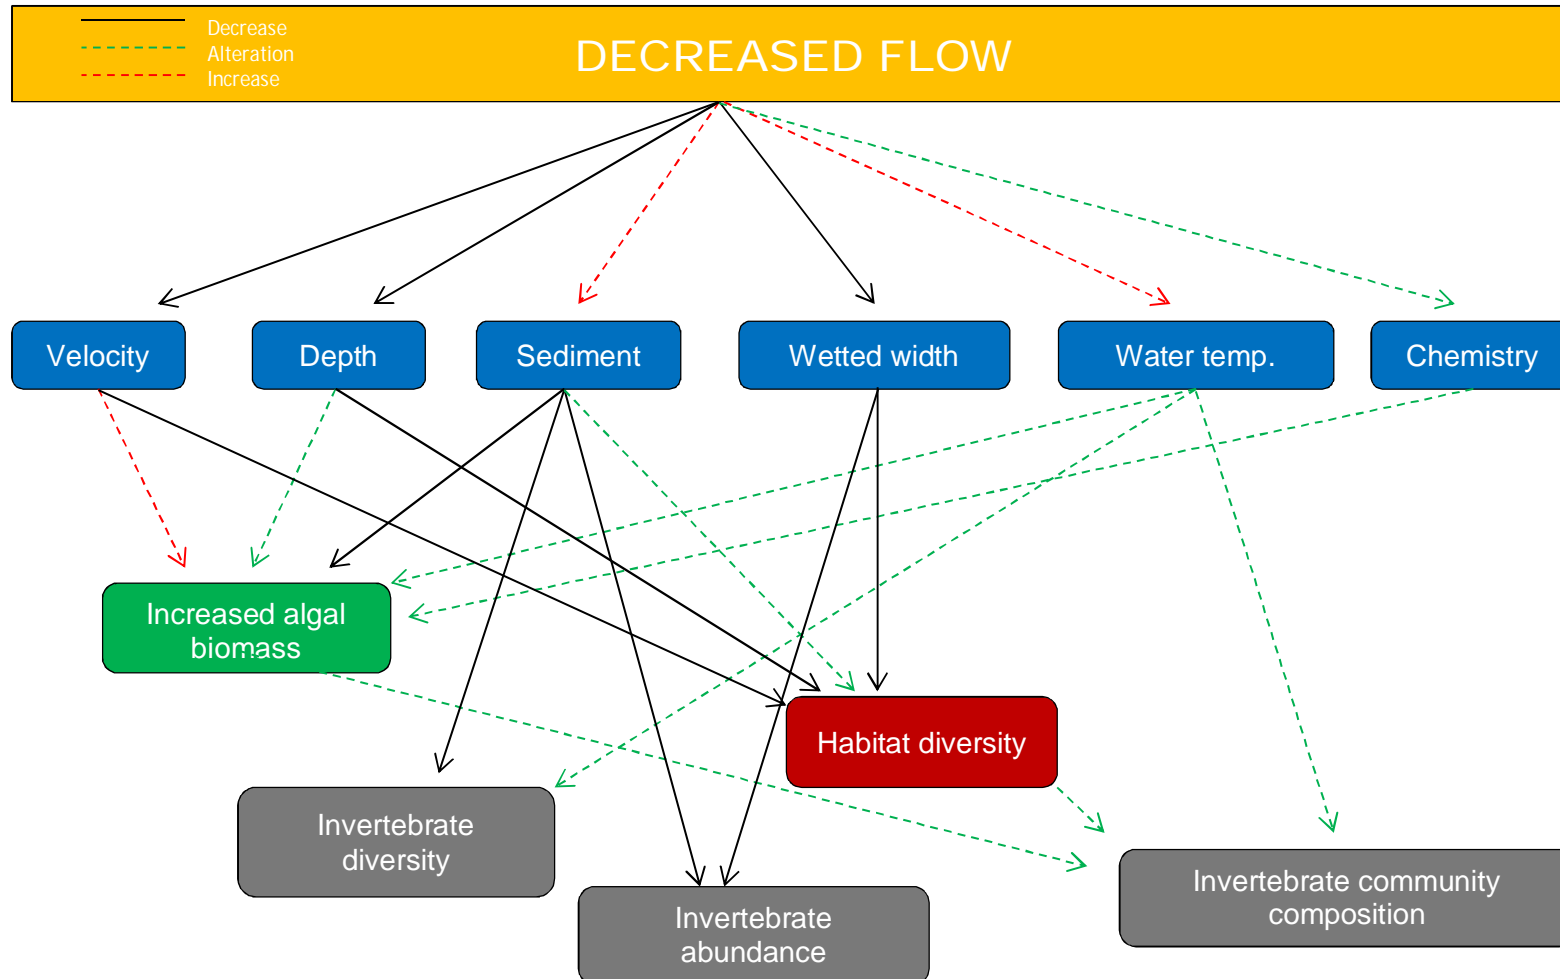 Decrease
Alteration
Increase
DECREASED FLOW
Velocity
Depth
Sediment
Wetted width
Water temp.
Chemistry
Increased algal
biomass
Habitat diversity
Invertebrate
diversity
Invertebrate
abundance
Invertebrate community
composition